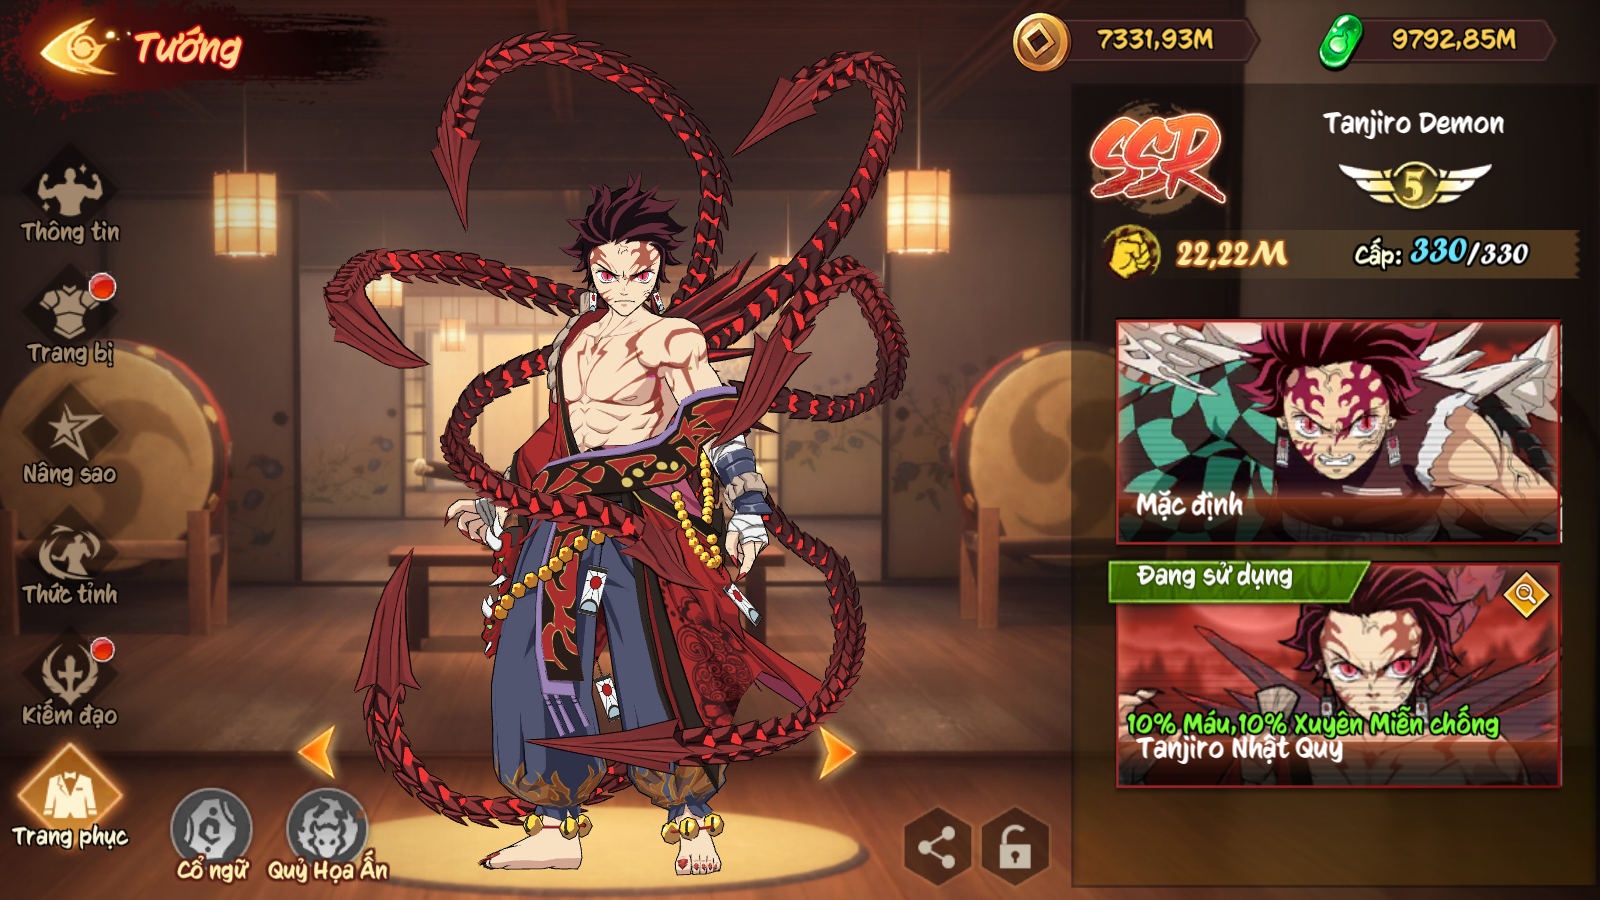 Tướng
7331,93M
9792,85M
SSR
Tanjiro Demon
5
22,22M
Cấp: 330/330
Thông tin
Trang bị
Nâng sao
Thức tỉnh
Kiếm đạo
Trang phục
Cổ ngữ
Quỷ Họa Ấn
Mặc định
Đang sử dụng
10% Máu,10% Xuyên Miễn chống
Tanjiro Nhật Quỷ